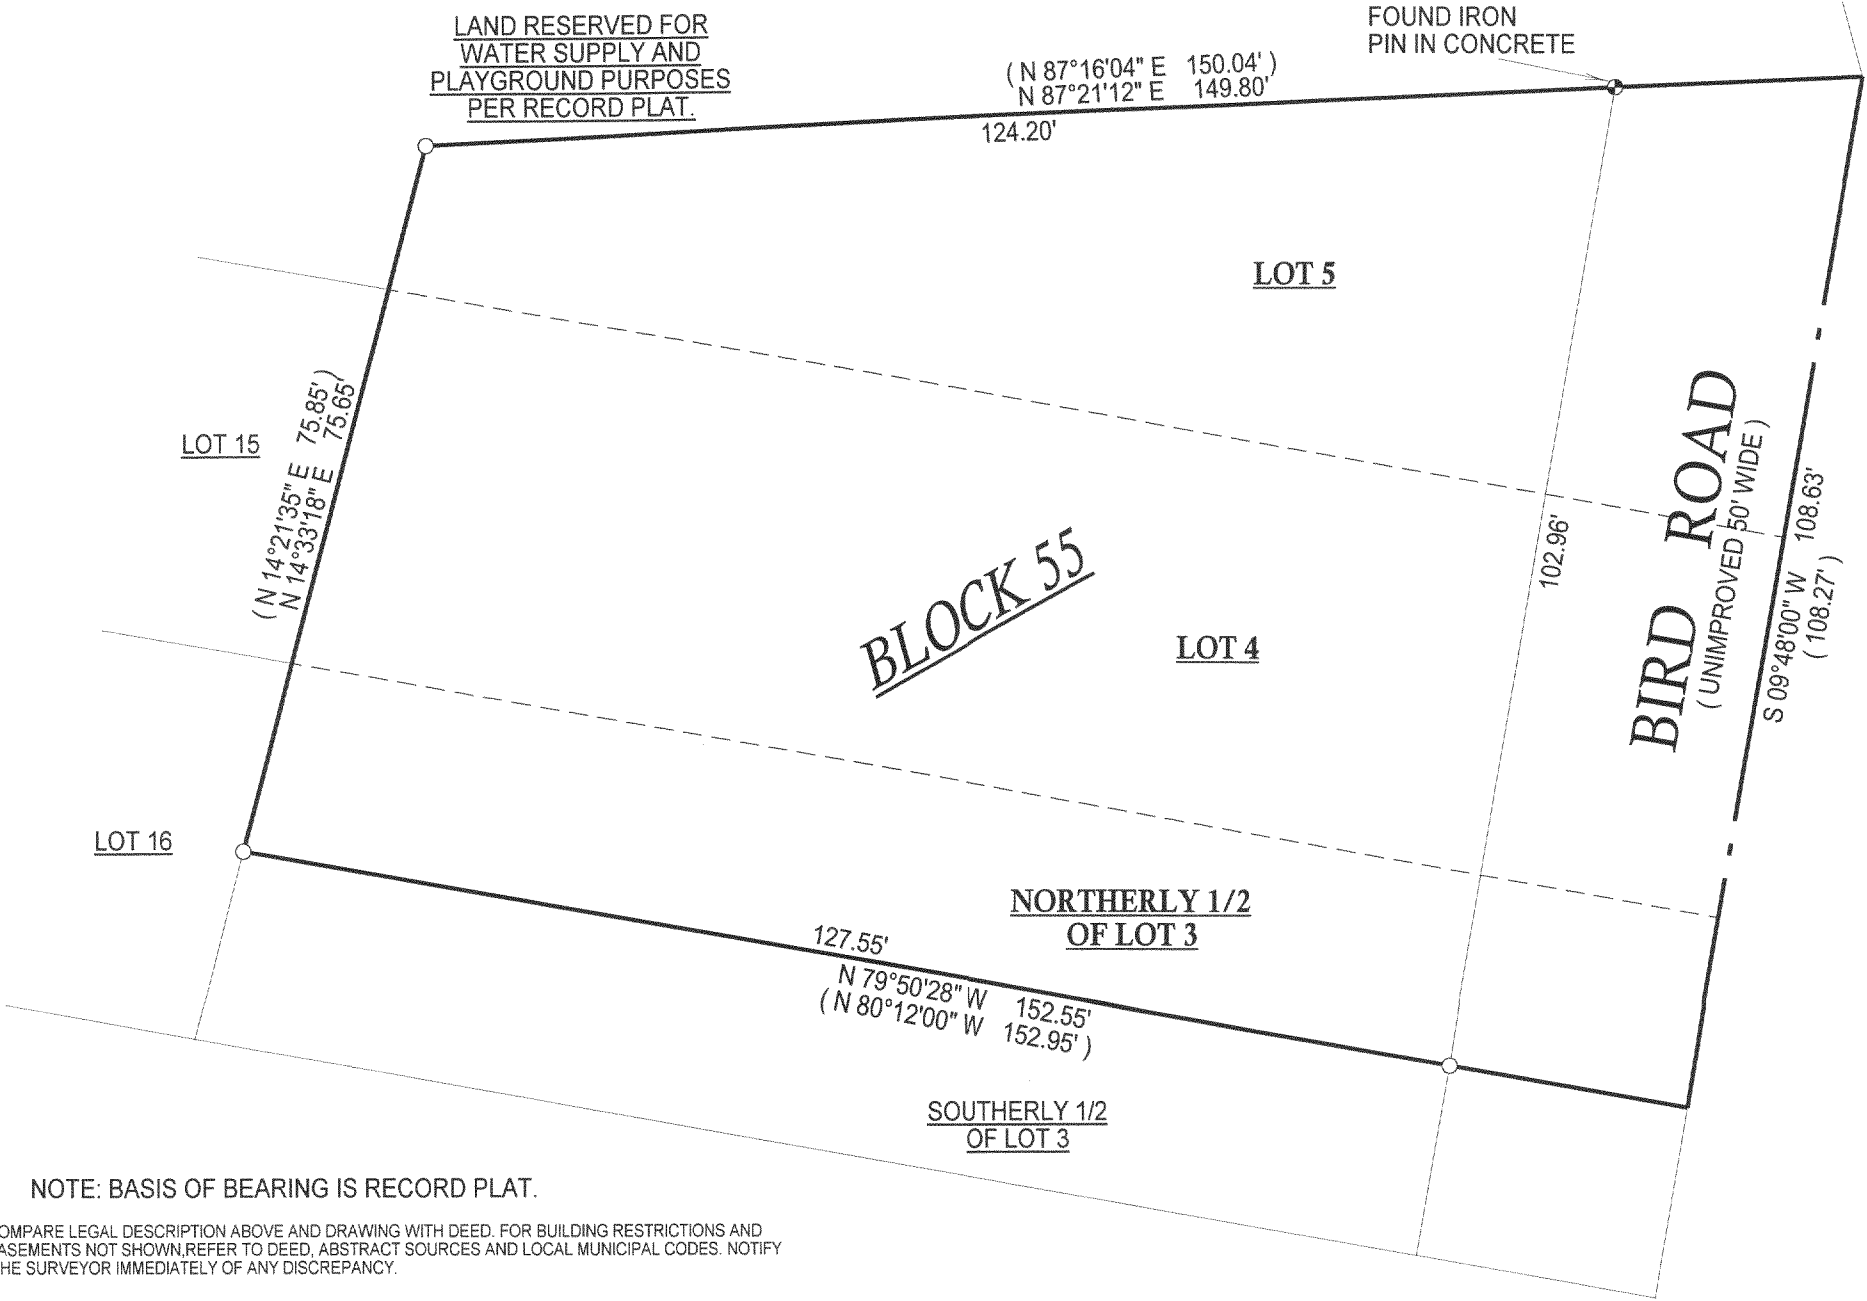 LAND RESERVED FOR
WATER SUPPLY AND
PLAYGROUND PURPOSES
PER RECORD PLAT.
FOUND IRON
PIN IN CONCRETE
( N 87°16'04" E 150.04' )
N 87°21'12" E 149.80'
124.20'
LOT 5
LOT 15
( N 14°21'35" E 75.85' )
N 14°33'18" E 75.65'
BLOCK 55
LOT 4
102.96'
BIRD ROAD
( UNIMPROVED 50' WIDE )
108.63'
S 09°48'00" W
( 108.27' )
LOT 16
NORTHERLY 1/2
OF LOT 3
127.55'
N 79°50'28" W 152.55'
( N 80°12'00" W 152.95' )
SOUTHERLY 1/2
OF LOT 3
NOTE: BASIS OF BEARING IS RECORD PLAT.
OMPARE LEGAL DESCRIPTION ABOVE AND DRAWING WITH DEED. FOR BUILDING RESTRICTIONS AND
ASEMENTS NOT SHOWN,REFER TO DEED, ABSTRACT SOURCES AND LOCAL MUNICIPAL CODES. NOTIFY
HE SURVEYOR IMMEDIATELY OF ANY DISCREPANCY.